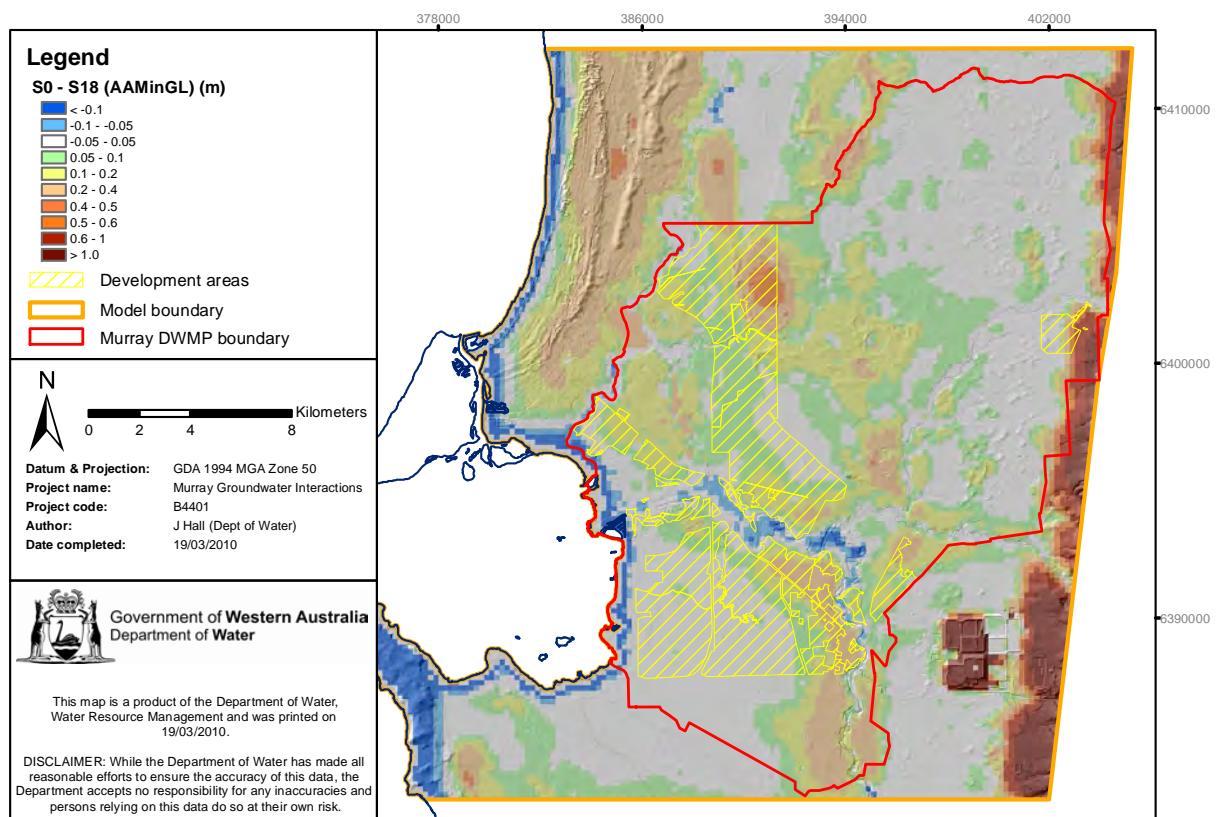 378000 386000 394000 402000
Legend
S0 - S18 (AAMinGL) (m)
< -0.1
-0.1 - -0.05
-0.05 - 0.05
0.05 - 0.1
0.1 - 0.2
0.2 - 0.4
0.4 - 0.5
0.5 - 0.6
0.6 - 1
> 1.0
Development areas
Model boundary
Murray DWMP boundary
6410000
6400000
6390000
N
Kilometers
0 2 4 8
Datum & Projection: GDA 1994 MGA Zone 50
Project name: Murray Groundwater Interactions
Project code: B4401
Author: J Hall (Dept of Water)
Date completed: 19/03/2010
Government of Western Australia
Department of Water
This map is a product of the Department of Water,
Water Resource Management and was printed on
19/03/2010.
DISCLAIMER: While the Department of Water has made all
reasonable efforts to ensure the accuracy of this data, the
Department accepts no responsibility for any inaccuracies and
persons relying on this data do so at their own risk.